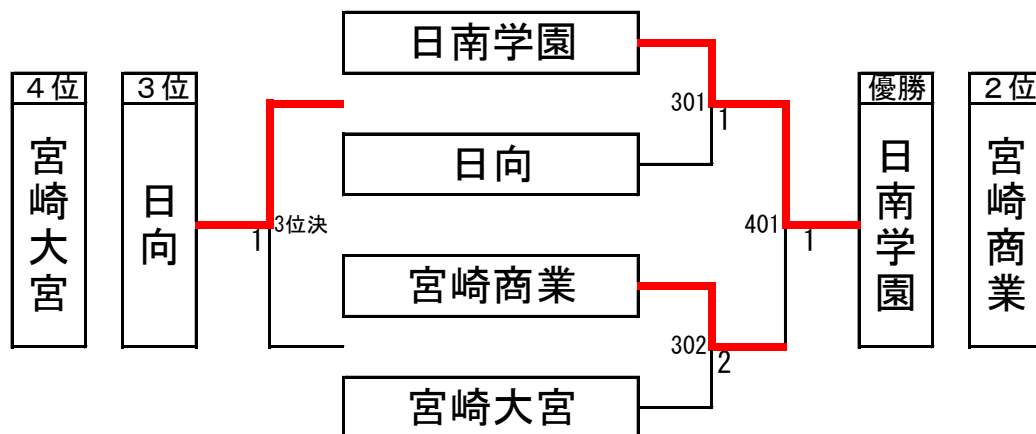 日南学園
４位
３位
優勝
２位
301
1
宮崎大宮
日向
日向
日南学園
宮崎商業
1
3位決
401
1
宮崎商業
302
2
宮崎大宮